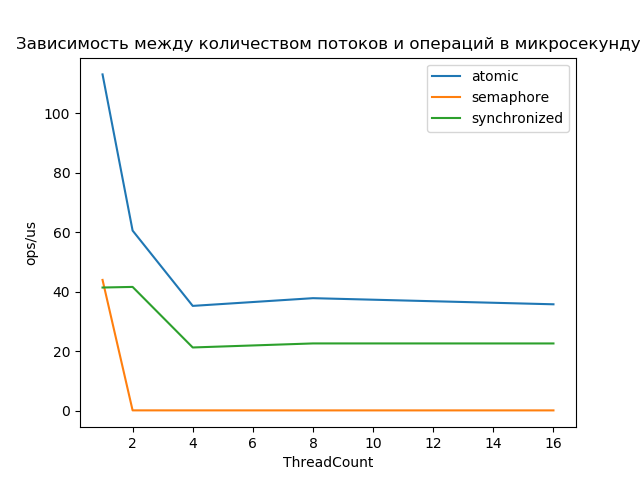 Зависимость между количеством потоков и операций в микросекунду
atomic
semaphore
synchronized
ops/us
100
80
60
40
20
0
2 4 6 8 10 12 14 16
ThreadCount